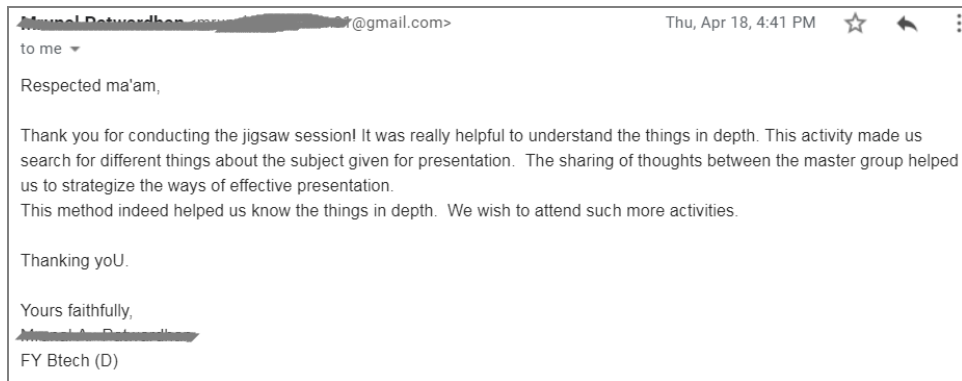 @gmail.com> Thu, Apr 18, 4:41 PM
to me
Respected ma'am,
Thank you for conducting the jigsaw session! It was really helpful to understand the things in depth. This activity made us
search for different things about the subject given for presentation.  The sharing of thoughts between the master group helped
us to strategize the ways of effective presentation.
This method indeed helped us know the things in depth.  We wish to attend such more activities.
Thanking yoU.
Yours faithfully,
FY Btech (D)